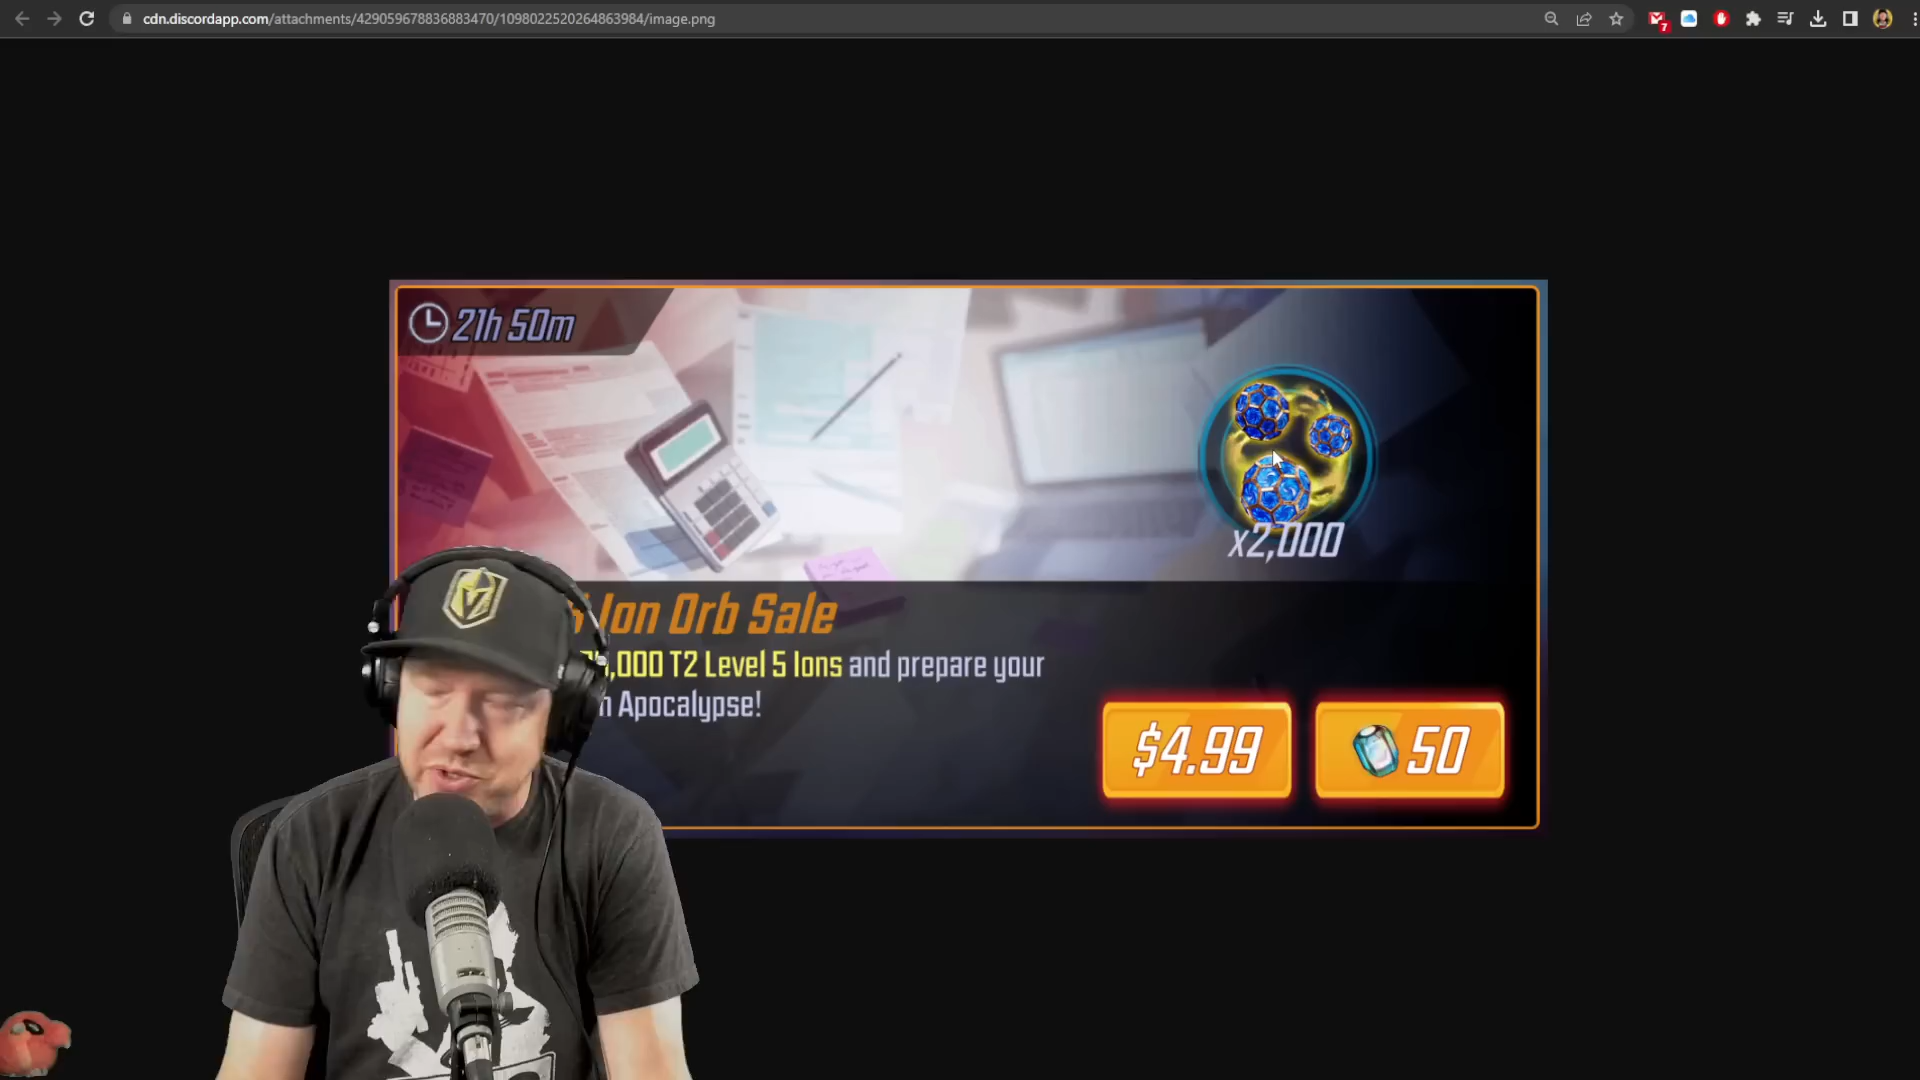 cdn.discordapp.com/attachments/429059678836883470/1098022520264863984/image.png
7
21h 50m
x2,000
Ion Orb Sale
,000 T2 Level 5 Ions and prepare your
Apocalypse!
$4.99
50